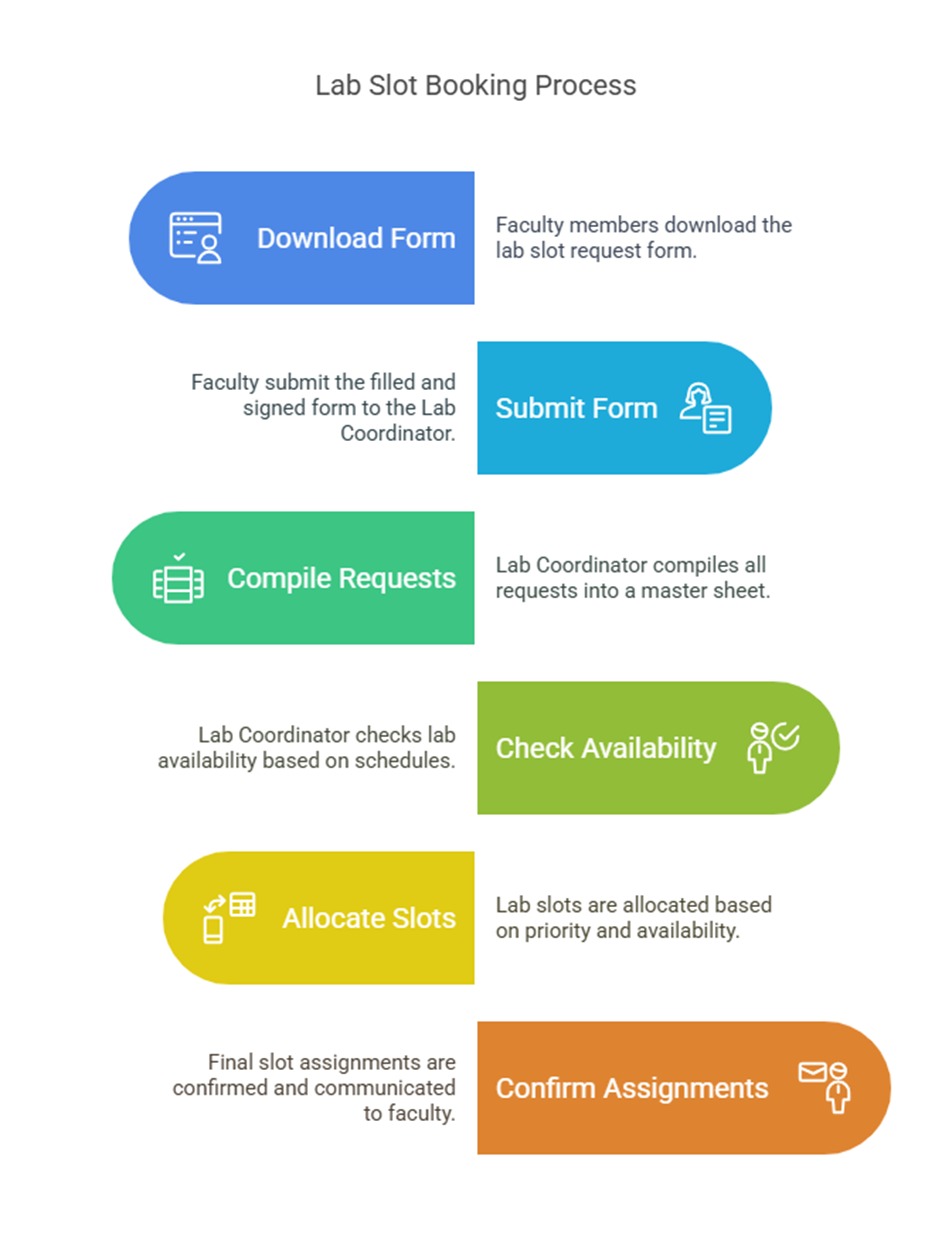 Lab Slot Booking Process
Download Form
Faculty members download the
lab slot request form.
Faculty submit the filled and
signed form to the Lab
Coordinator.
Submit Form
Compile Requests
Lab Coordinator compiles all
requests into a master sheet.
Lab Coordinator checks lab
availability based on schedules.
Check Availability
Allocate Slots
Lab slots are allocated based
on priority and availability.
Final slot assignments are
confirmed and communicated
to faculty.
Confirm Assignments